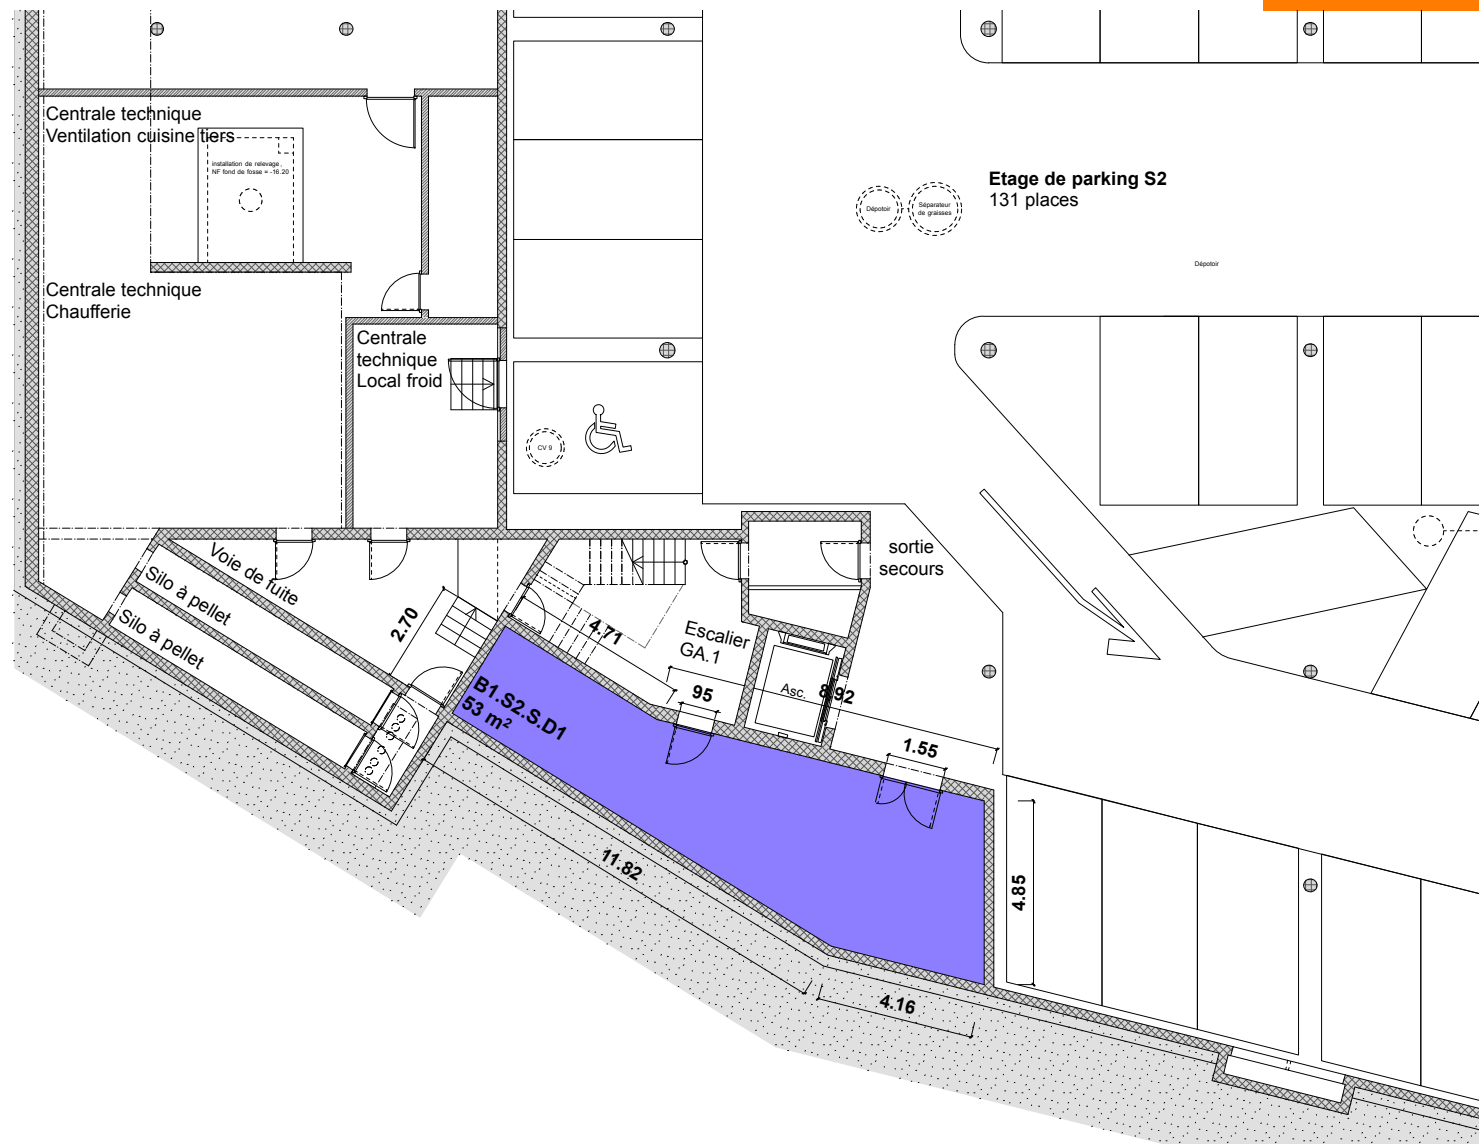 Centrale technique
Ventilation cuisine tiers
installation de relevage,
NF fond de fosse = -16.20
Etage de parking S2
131 places
Dépotoir
Séparateur
de graisses
Dépotoir
Centrale technique
Chaufferie
Centrale
technique
Local froid
CV 9
sortie
secours
Voie de fuite
Silo à pellet
Silo à pellet
2.70
4.71
Escalier
GA.1
Asc.
8.92
95
B1.S2.S.D1
53 m²
1.55
11.82
4.85
4.16